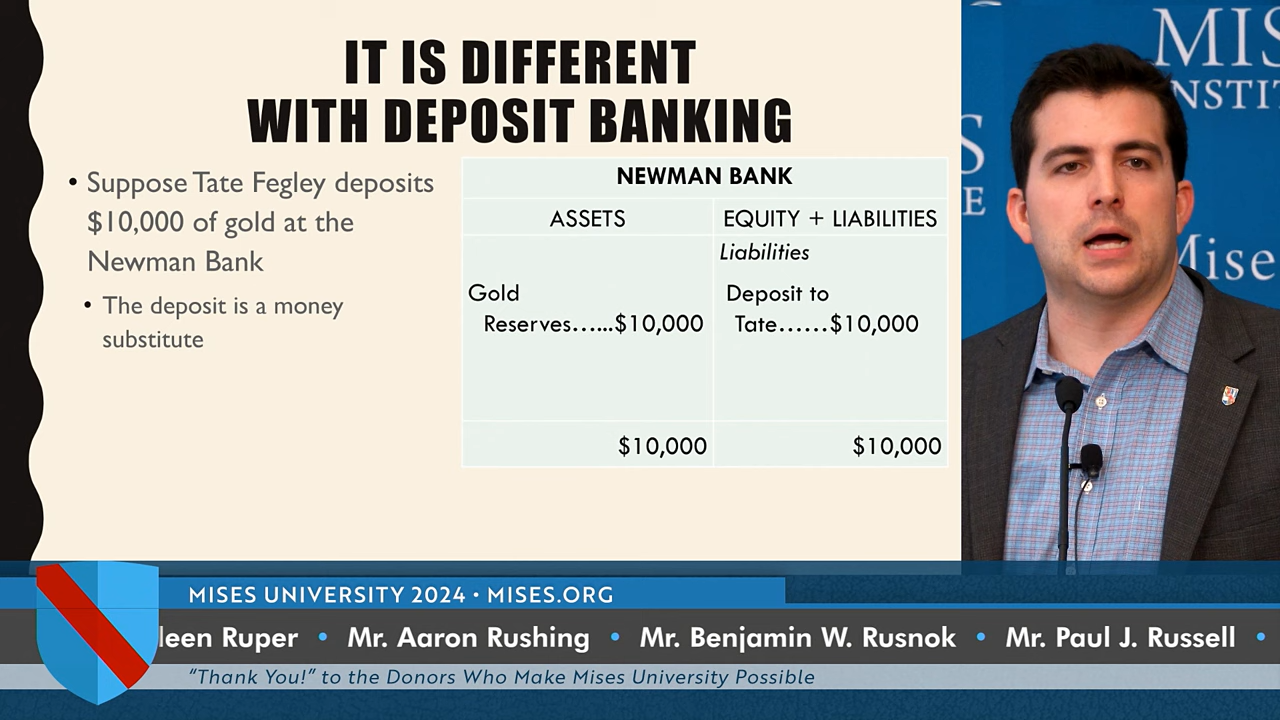 IT IS DIFFERENT
WITH DEPOSIT BANKING
• Suppose Tate Fegley deposits
$10,000 of gold at the
Newman Bank
• The deposit is a money
substitute
NEWMAN BANK
ASSETS EQUITY + LIABILITIES
Liabilities
Gold Deposit to
Reserves…...$10,000 Tate……$10,000
$10,000 $10,000
MIS
NSTIT
S
E
Mise
MISES UNIVERSITY 2024 • MISES.ORG
leen Ruper • Mr. Aaron Rushing • Mr. Benjamin W. Rusnok • Mr. Paul J. Russell •
“Thank You!” to the Donors Who Make Mises University Possible